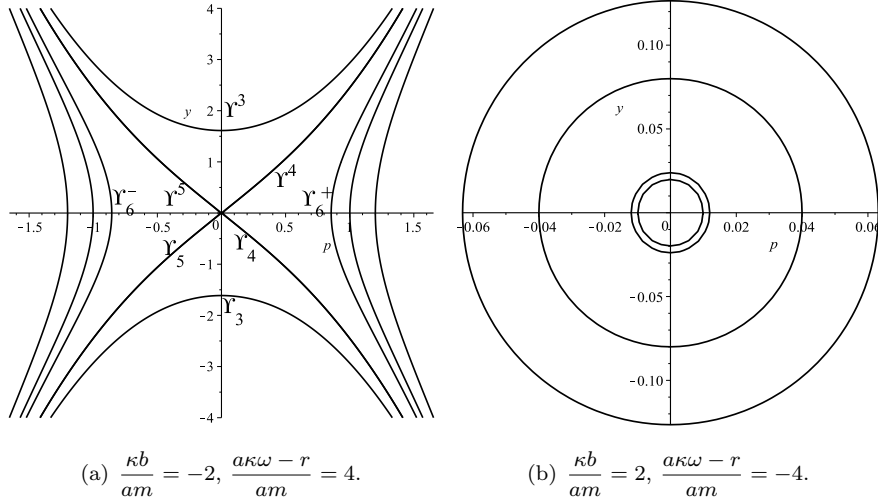 4
3
2
1
0
-1
-2
-3
-4
-1.5 -1 -0.5 0.5 1 1.5
y
p
ϒ^3
ϒ_6^- ϒ^5 ϒ^4 ϒ_6^+
ϒ_5 ϒ_4
ϒ_3
0.10
0.05
-0.05
-0.10
-0.06 -0.04 -0.02 0 0.02 0.04 0.06
y
p
(a) κb/am = −2, aκω − r/am = 4.
(b) κb/am = 2, aκω − r/am = −4.